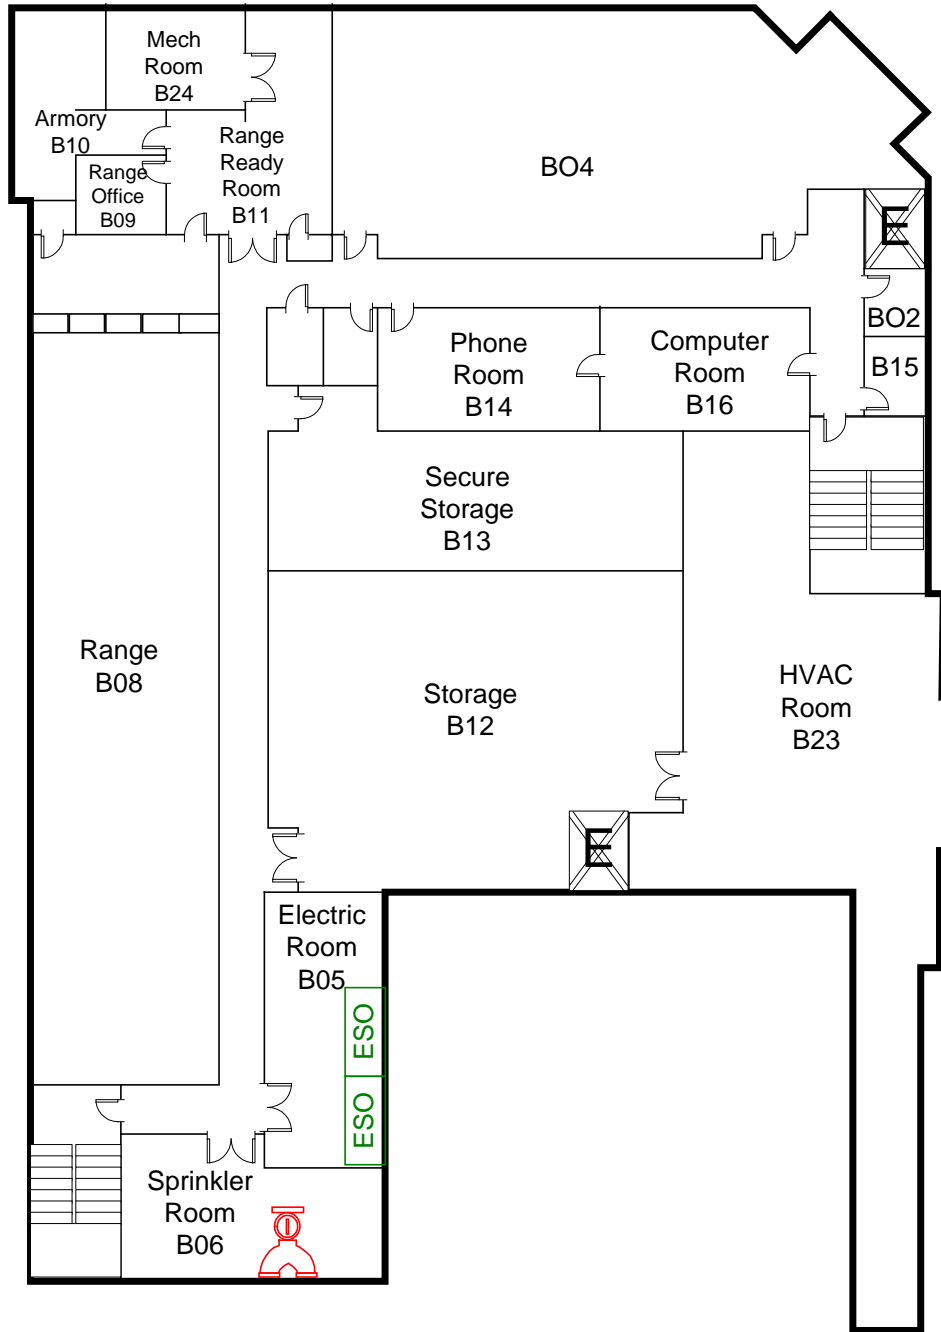 Mech
Room
B24
Armory
B10
Range
Ready
Room
B11
Range
Office
B09
BO4
E
BO2
B15
Phone
Room
B14
Computer
Room
B16
Secure
Storage
B13
Range
B08
Storage
B12
HVAC
Room
B23
E
Electric
Room
B05
ESO
ESO
Sprinkler
Room
B06